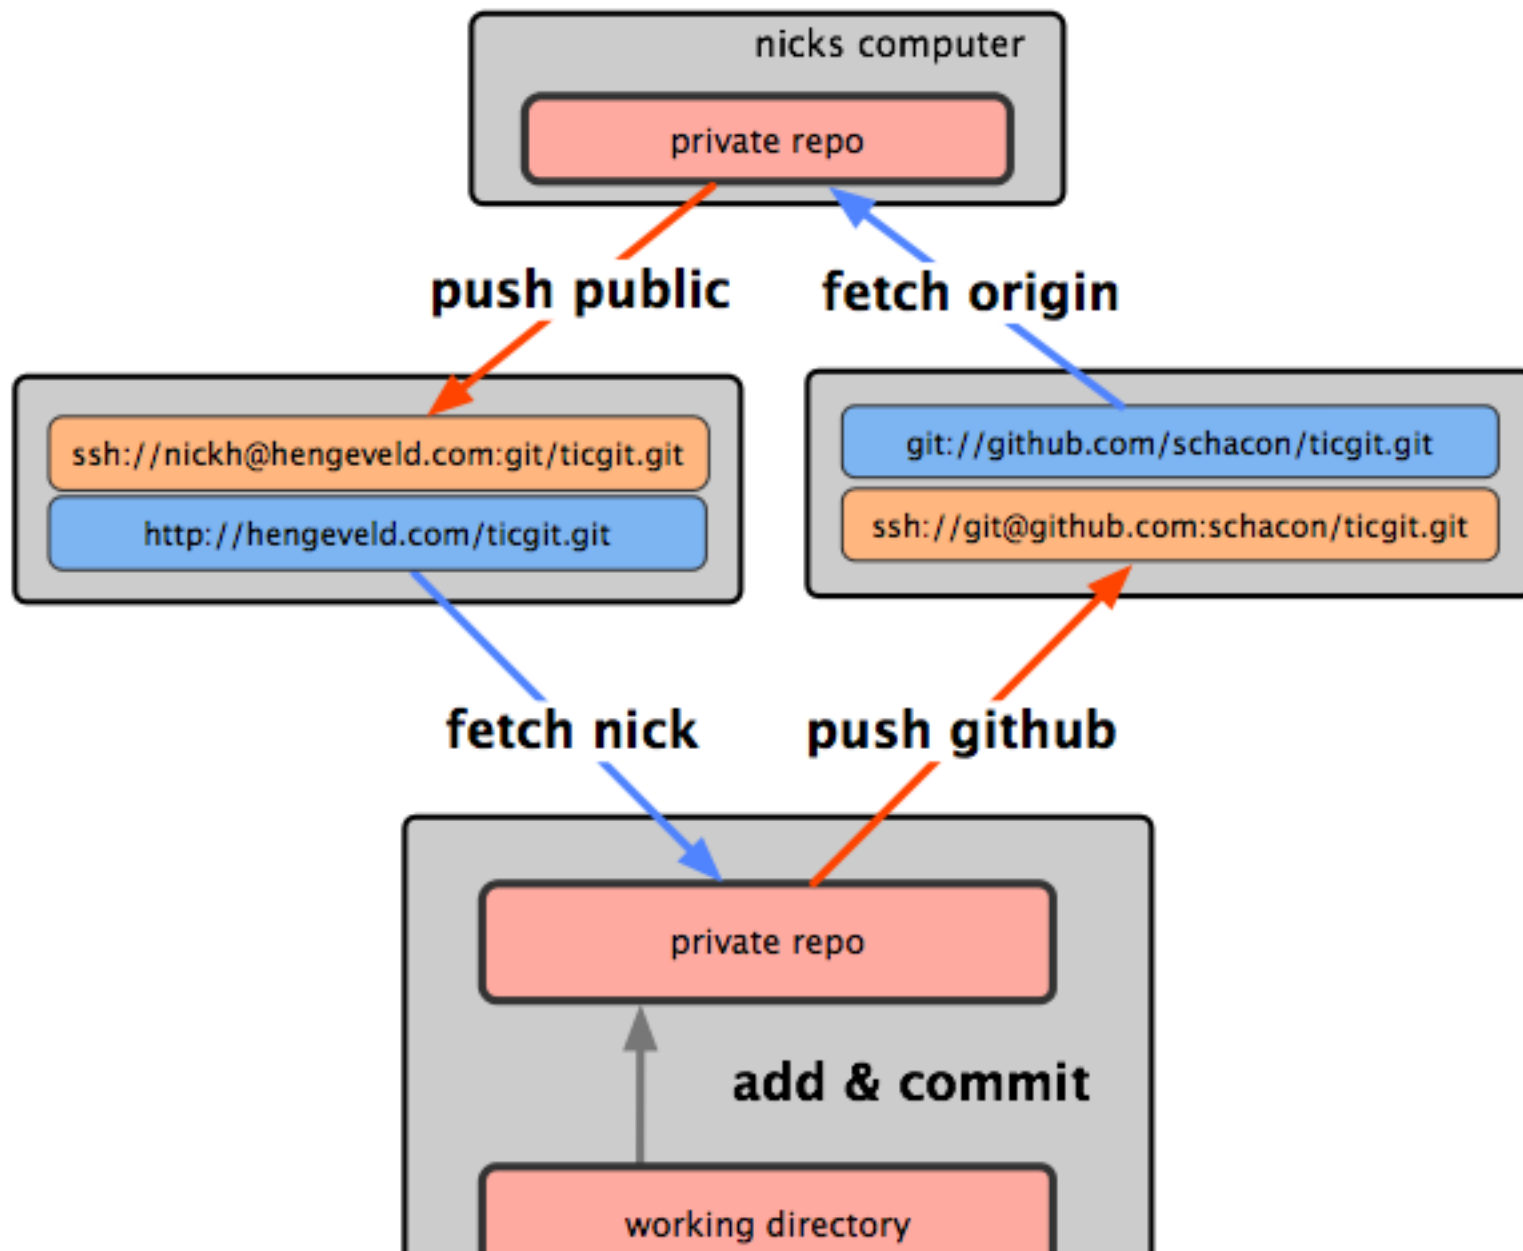 nicks computer
private repo
push public
fetch origin
ssh://nickh@hengeveld.com:git/ticgit.git
http://hengeveld.com/ticgit.git
git://github.com/schacon/ticgit.git
ssh://git@github.com:schacon/ticgit.git
fetch nick
push github
private repo
add & commit
working directory